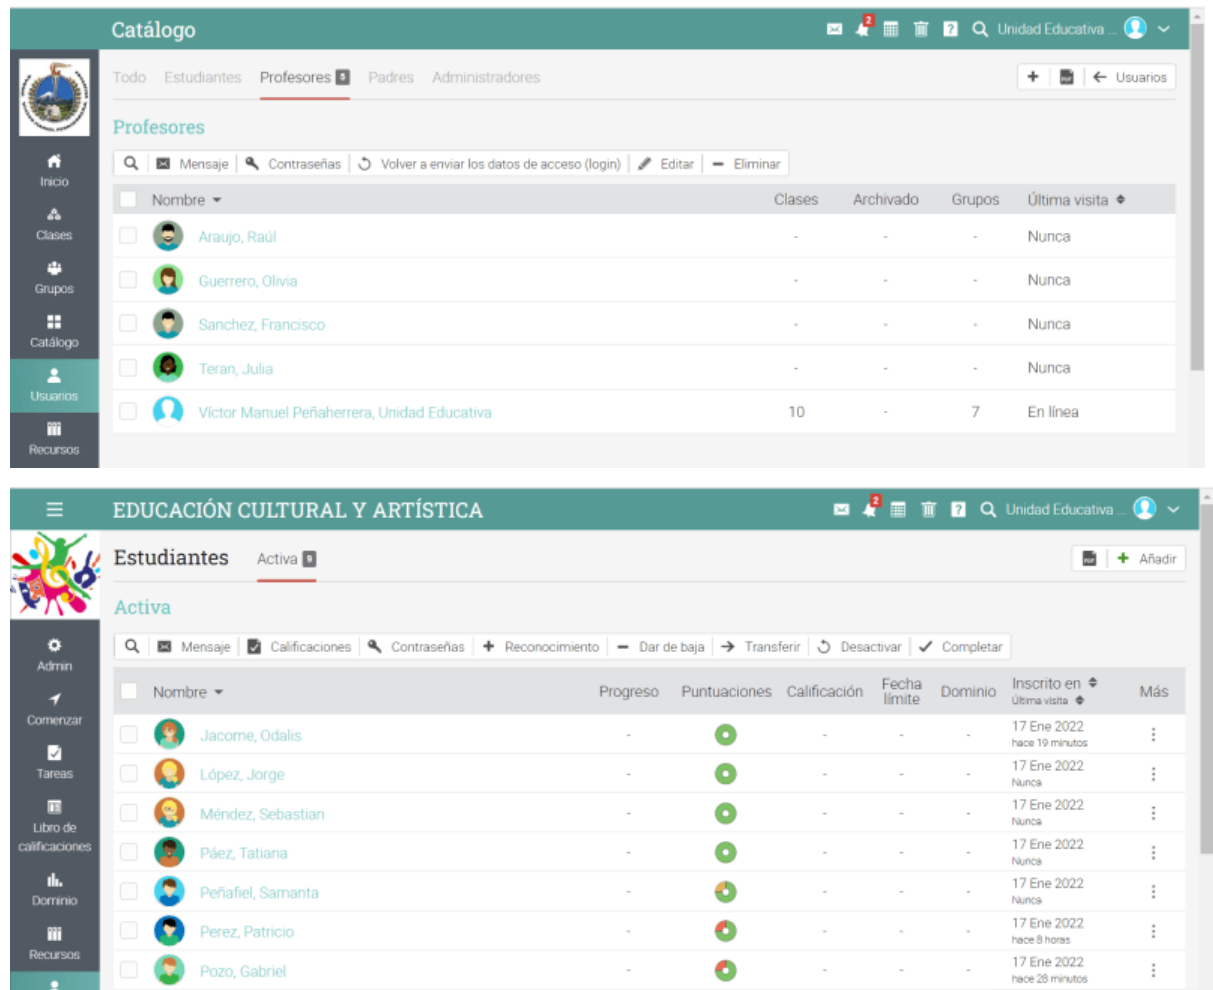 Catálogo
2
?
Unidad Educativa ...
Todo Estudiantes Profesores 5 Padres Administradores
+ PDF Usuarios
Profesores
Mensaje Contraseñas Volver a enviar los datos de acceso (login) Editar Eliminar
Nombre Clases Archivado Grupos Última visita
Araujo, Raúl - - - Nunca
Guerrero, Olivia - - - Nunca
Sanchez, Francisco - - - Nunca
Teran, Julia - - - Nunca
Víctor Manuel Peñaherrera, Unidad Educativa 10 - 7 En línea
Inicio
Clases
Grupos
Catálogo
Usuarios
Recursos
EDUCACIÓN CULTURAL Y ARTÍSTICA
2
?
Unidad Educativa ...
Estudiantes Activa 9
PDF + Añadir
Activa
Mensaje Calificaciones Contraseñas Reconocimiento Dar de baja Transferir Desactivar Completar
Nombre Progreso Puntuaciones Calificación Fecha límite Dominio Inscrito en Última visita Más
Jacome, Odalis - - - - 17 Ene 2022
hace 19 minutos
López, Jorge - - - - 17 Ene 2022
Nunca
Méndez, Sebastian - - - - 17 Ene 2022
Nunca
Páez, Tatiana - - - - 17 Ene 2022
Nunca
Peñafiel, Samanta - - - - 17 Ene 2022
Nunca
Perez, Patricio - - - - 17 Ene 2022
hace 8 horas
Pozo, Gabriel - - - - 17 Ene 2022
hace 28 minutos
Admin
Comenzar
Tareas
Libro de
calificaciones
Dominio
Recursos